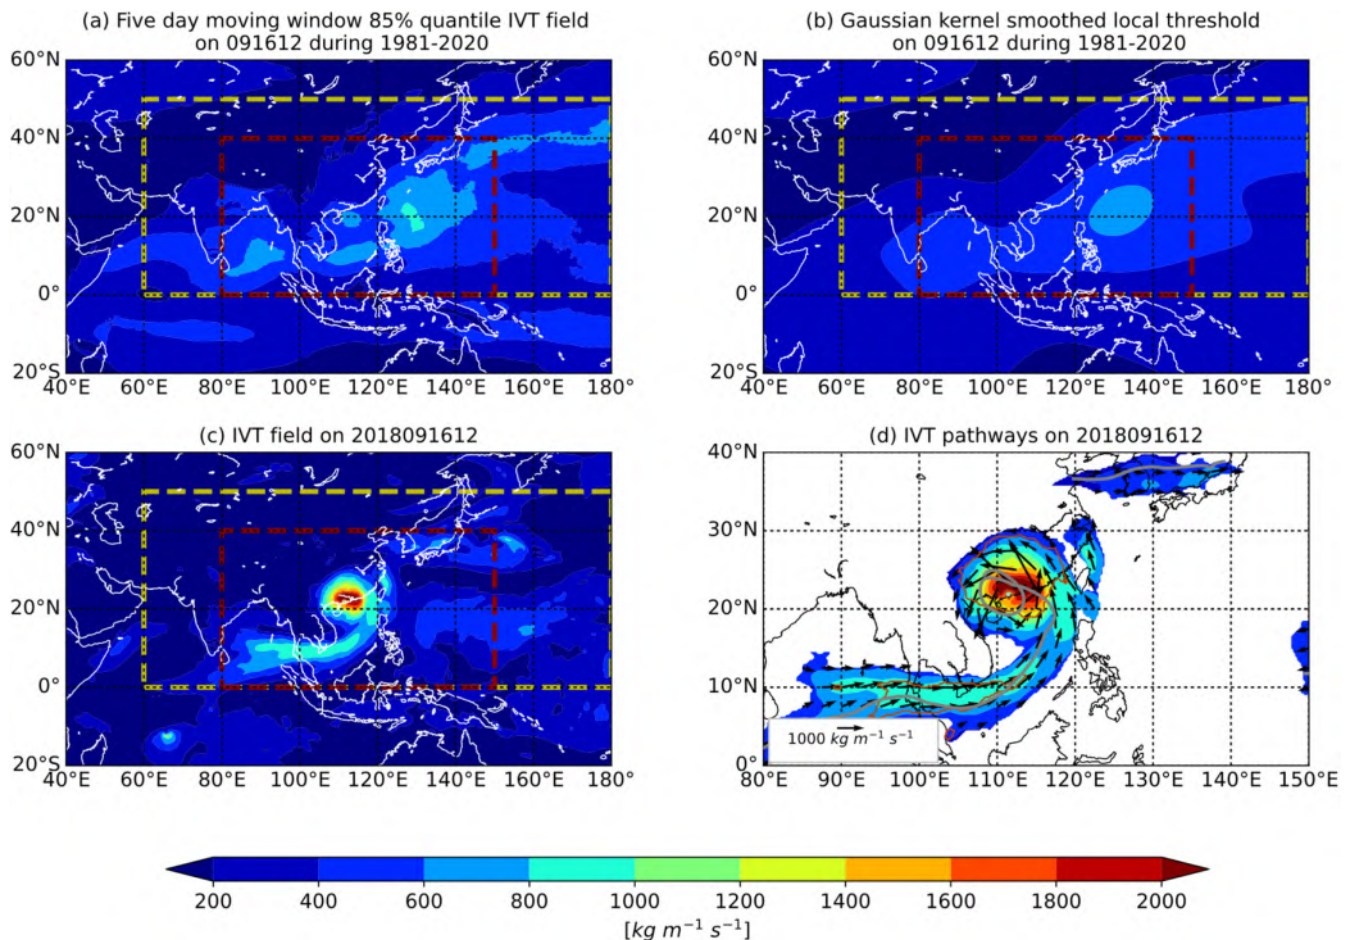 (a) Five day moving window 85% quantile IVT field
on 091612 during 1981-2020
(b) Gaussian kernel smoothed local threshold
on 091612 during 1981-2020
60°N
40°N
20°N
0°
20°S
40°E 60°E 80°E 100°E 120°E 140°E 160°E 180°
60°N
40°N
20°N
0°
20°S
40°E 60°E 80°E 100°E 120°E 140°E 160°E 180°
(c) IVT field on 2018091612
(d) IVT pathways on 2018091612
60°N
40°N
20°N
0°
20°S
40°E 60°E 80°E 100°E 120°E 140°E 160°E 180°
40°N
30°N
20°N
10°N
0°
1000 kg m⁻¹ s⁻¹
80°E 90°E 100°E 110°E 120°E 130°E 140°E 150°E
200 400 600 800 1000 1200 1400 1600 1800 2000
[kg m⁻¹ s⁻¹]